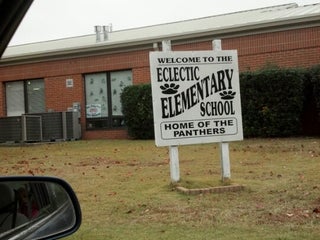 WELCOME TO THE
ECLECTIC
ELEMENTARY
SCHOOL
HOME OF THE
PANTHERS